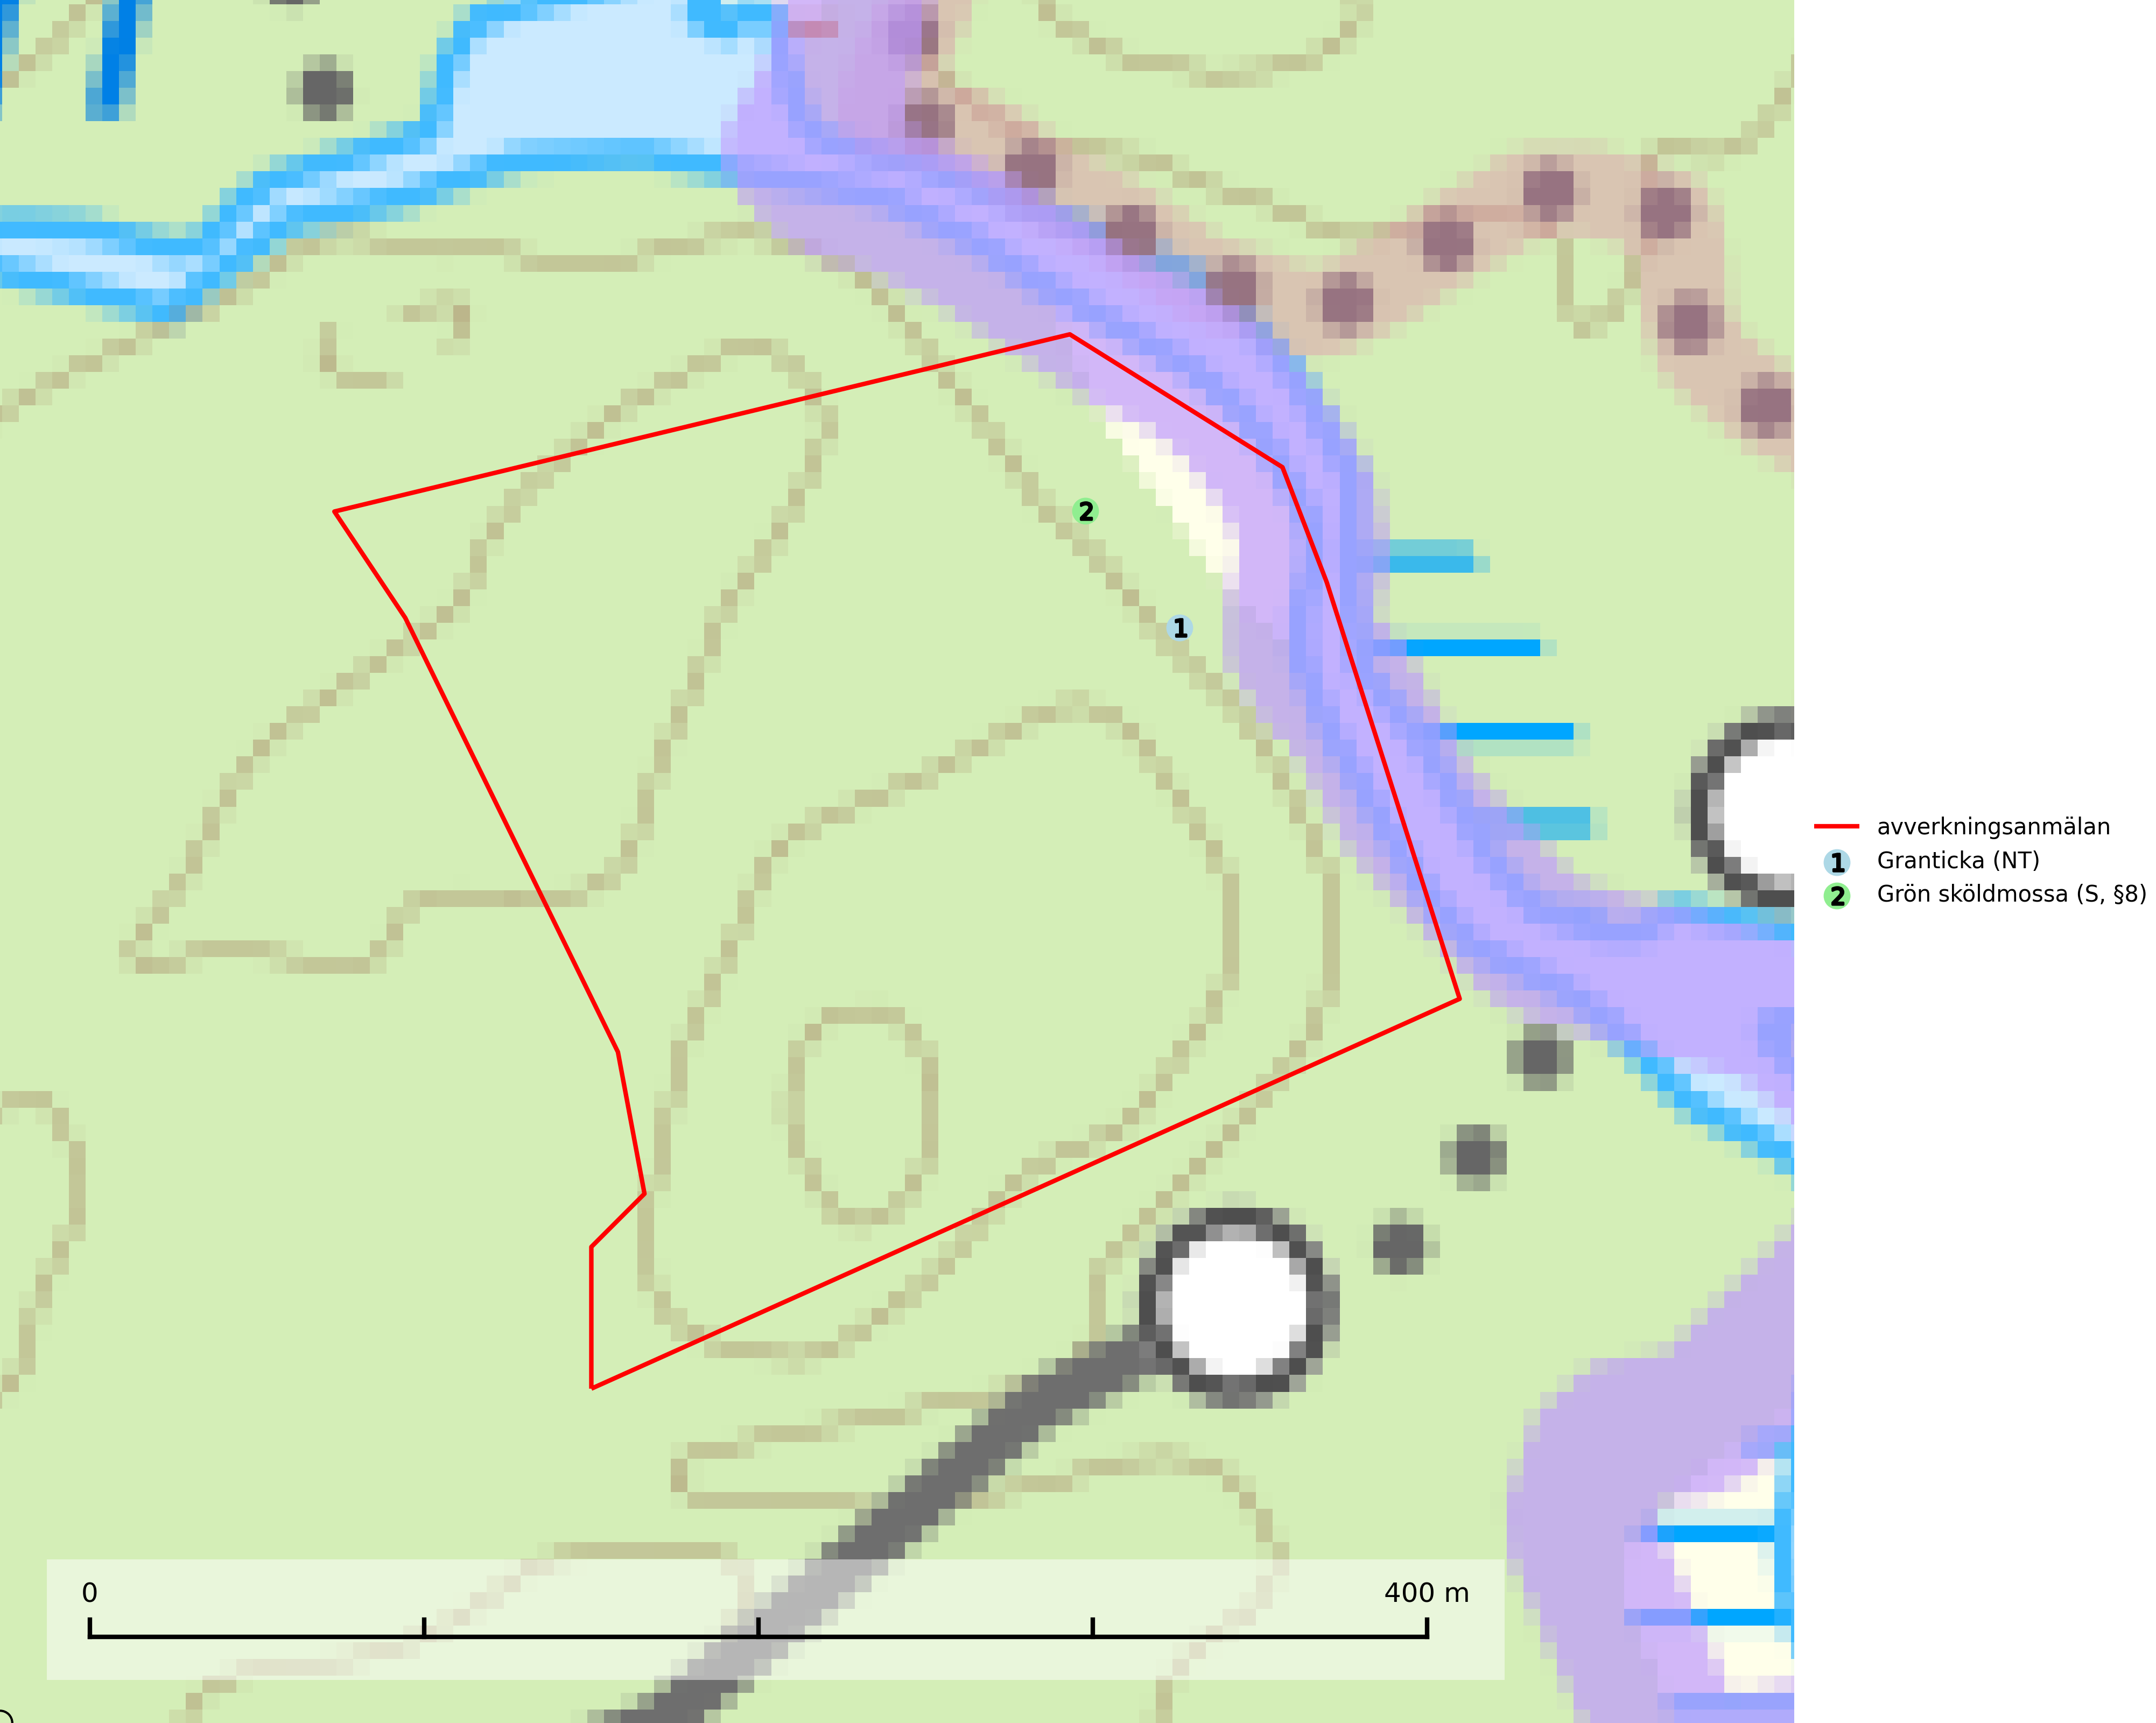 2
1
avverkningsanmälan
1 Granticka (NT)
2 Grön sköldmossa (S, §8)
0 400 m